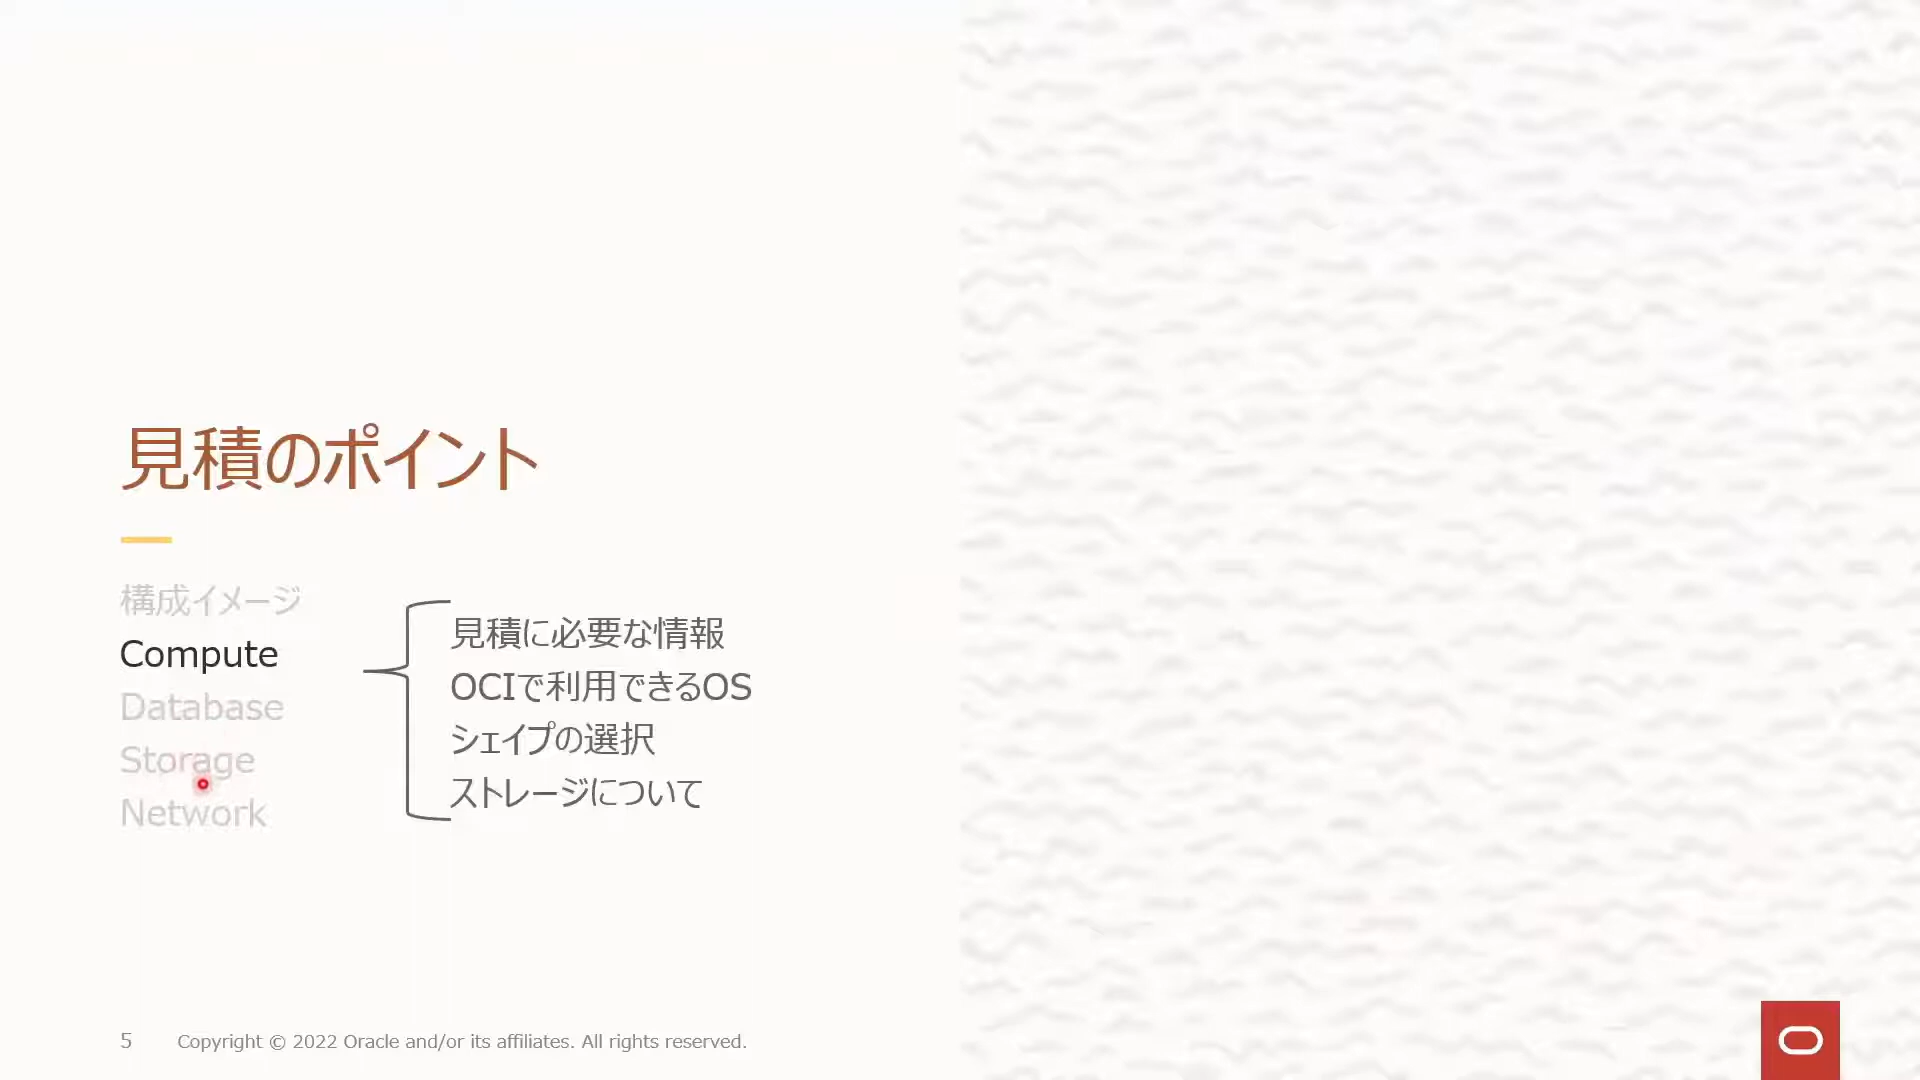 見積のポイント
構成イメージ
Compute
Database
Storage
Network
見積に必要な情報
OCIで利用できるOS
シェイプの選択
ストレージについて
5 Copyright © 2022 Oracle and/or its affiliates. All rights reserved.